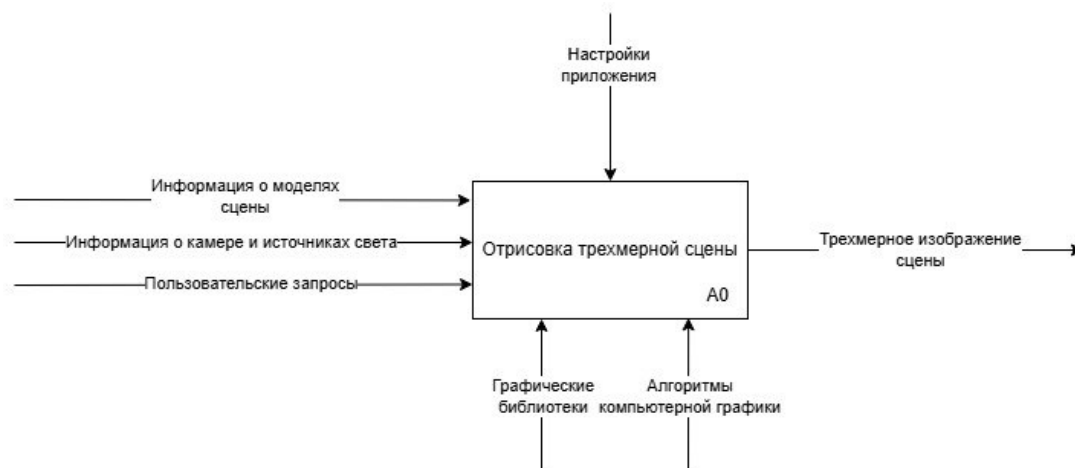 Настройки
приложения
Информация о моделях
сцены
Информация о камере и источниках света
Пользовательские запросы
Отрисовка трехмерной сцены
A0
Трехмерное изображение
сцены
Графические
библиотеки
Алгоритмы
компьютерной графики